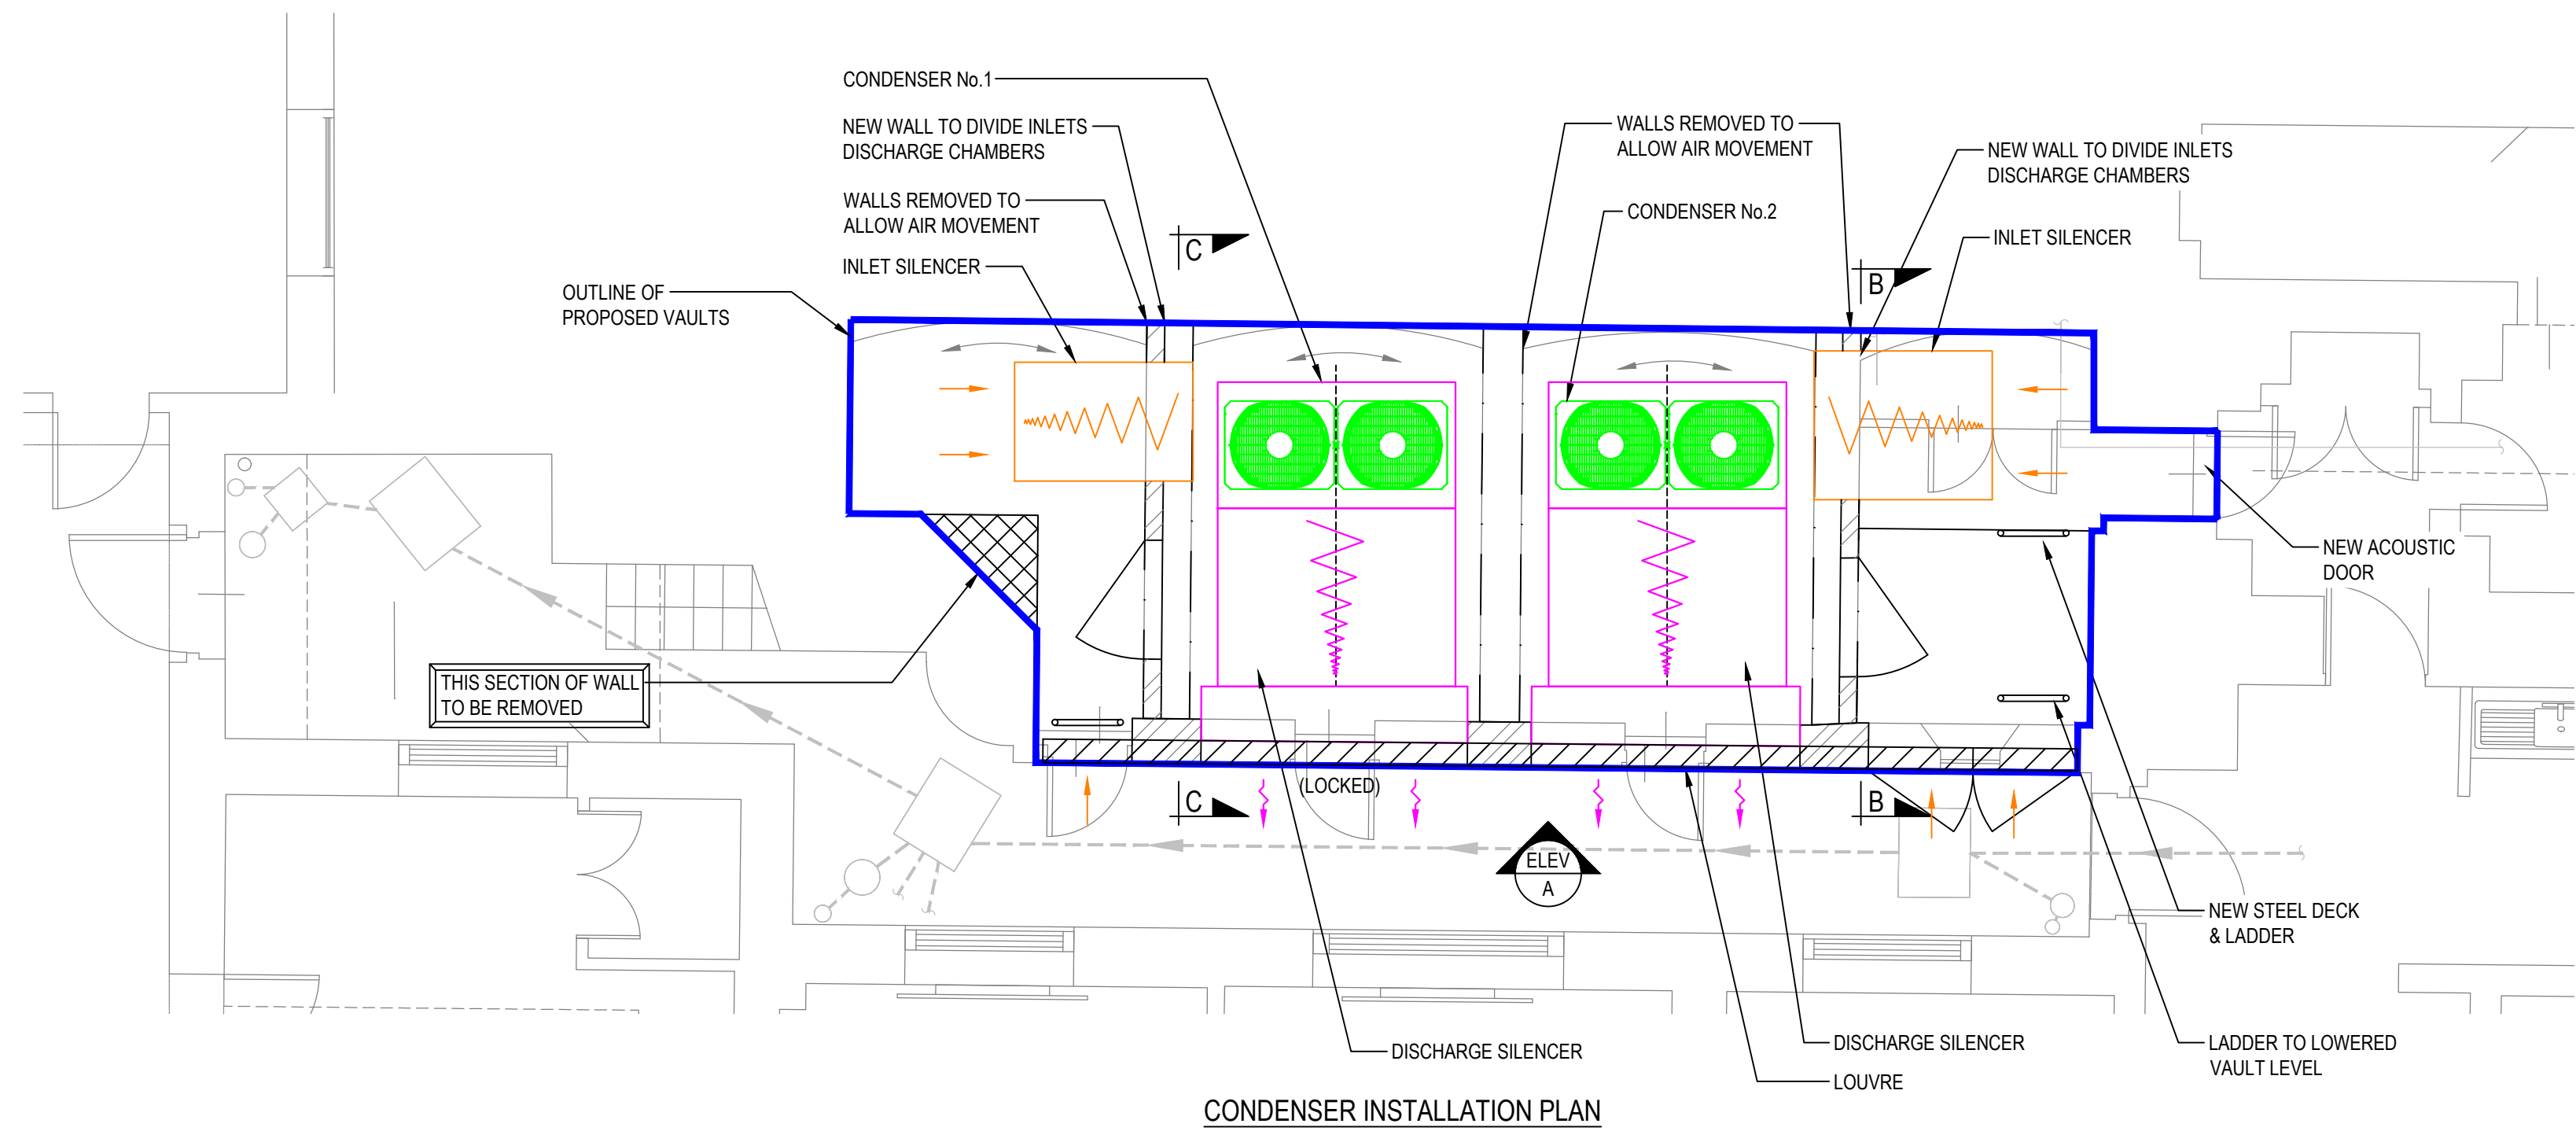 CONDENSER No.1
NEW WALL TO DIVIDE INLETS
DISCHARGE CHAMBERS
WALLS REMOVED TO
ALLOW AIR MOVEMENT
INLET SILENCER
OUTLINE OF
PROPOSED VAULTS
C
WALLS REMOVED TO
ALLOW AIR MOVEMENT
CONDENSER No.2
NEW WALL TO DIVIDE INLETS
DISCHARGE CHAMBERS
INLET SILENCER
B
NEW ACOUSTIC
DOOR
THIS SECTION OF WALL
TO BE REMOVED
(LOCKED)
C
B
ELEV
A
NEW STEEL DECK
& LADDER
DISCHARGE SILENCER
DISCHARGE SILENCER
LOUVRE
LADDER TO LOWERED
VAULT LEVEL
CONDENSER INSTALLATION PLAN